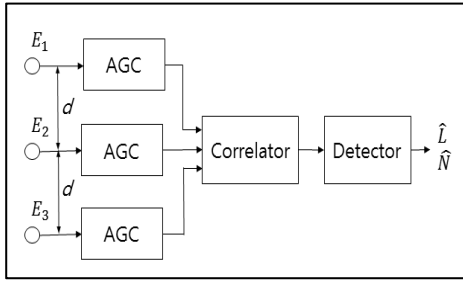 E₁
AGC
d
E₂
AGC
Correlator
Detector
L̂
N̂
d
E₃
AGC